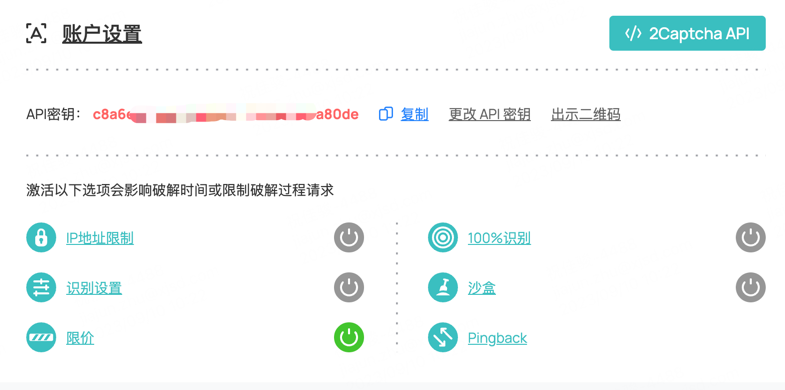 账户设置
</> 2Captcha API
API密钥： c8a6 a80de 复制 更改 API 密钥 出示二维码
激活以下选项会影响破解时间或限制破解过程请求
IP地址限制
100%识别
识别设置
沙盒
限价
Pingback